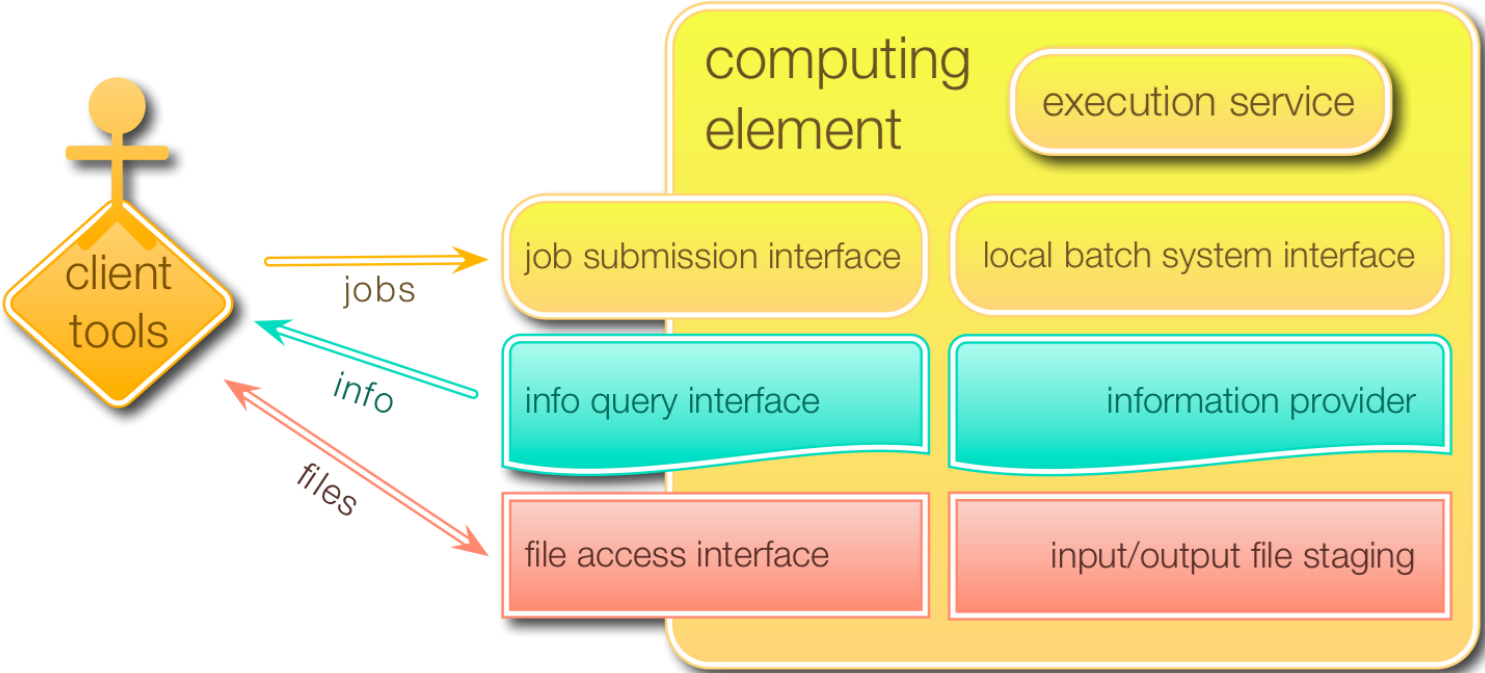 computing
element
execution service
client
tools
jobs
info
files
job submission interface
local batch system interface
info query interface
information provider
file access interface
input/output file staging